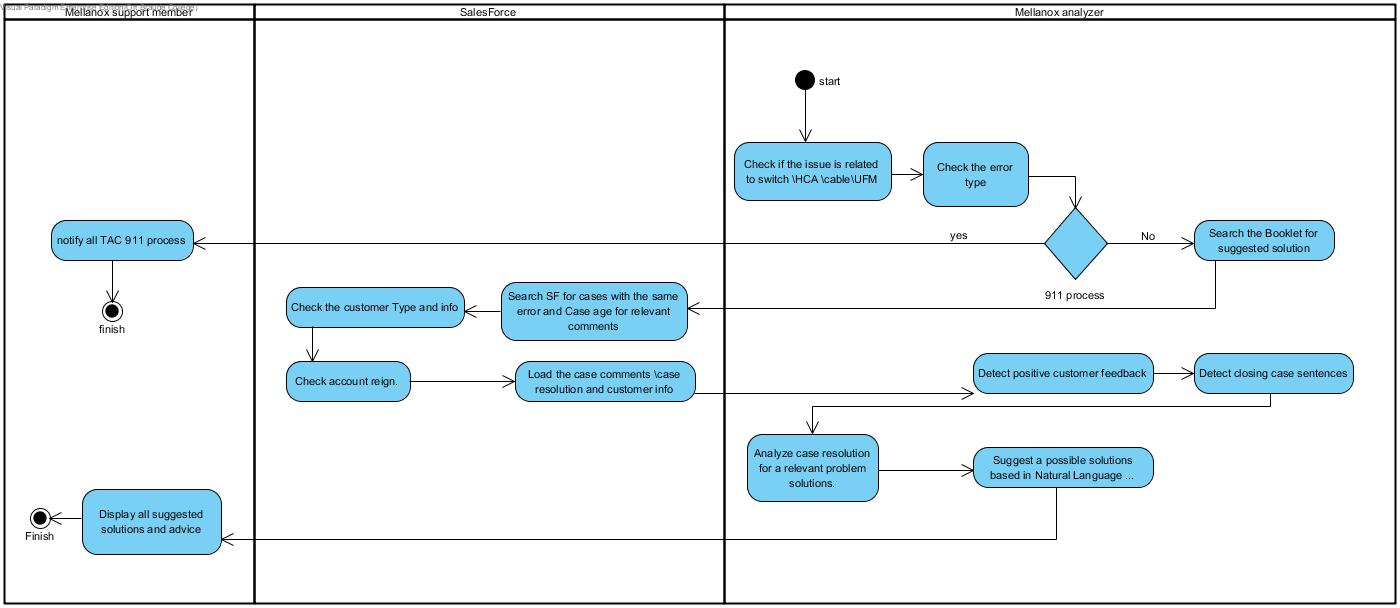 Mellanox support member
SalesForce
Mellanox analyzer
start
Check if the issue is related
to switch \HCA \cable\UFM
Check the error
type
notify all TAC 911 process
yes
No
Search the Booklet for
suggested solution
911 process
finish
Check the customer Type and info
Search SF for cases with the same
error and Case age for relevant
comments
Check account reign.
Load the case comments \case
resolution and customer info
Detect positive customer feedback
Detect closing case sentences
Analyze case resolution
for a relevant problem
solutions.
Suggest a possible solutions
based in Natural Language ...
Display all suggested
solutions and advice
Finish